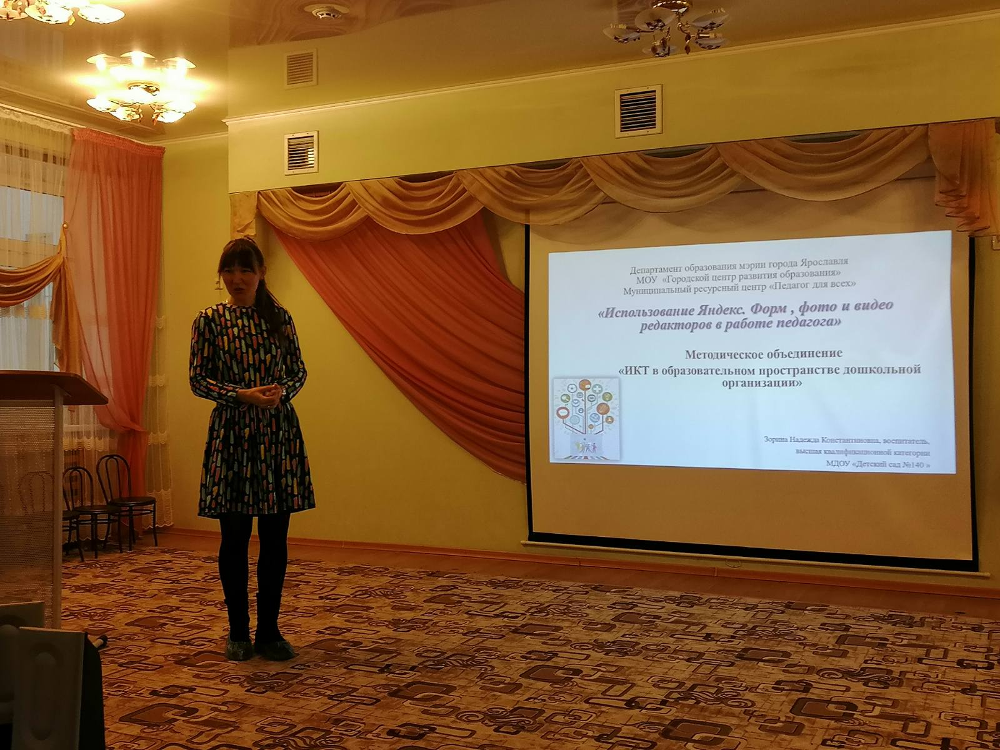 Департамент образования мэрии города Ярославля
МОУ «Городской центр развития образования»
Муниципальный ресурсный центр «Педагог для всех»
«Использование Яндекс. Форм , фото и видео
редакторов в работе педагога»
Методическое объединение
«ИКТ в образовательном пространстве дошкольной
организации»
Зорина Надежда Константиновна, воспитатель,
высшая квалификационной категории
МДОУ «Детский сад №140 »